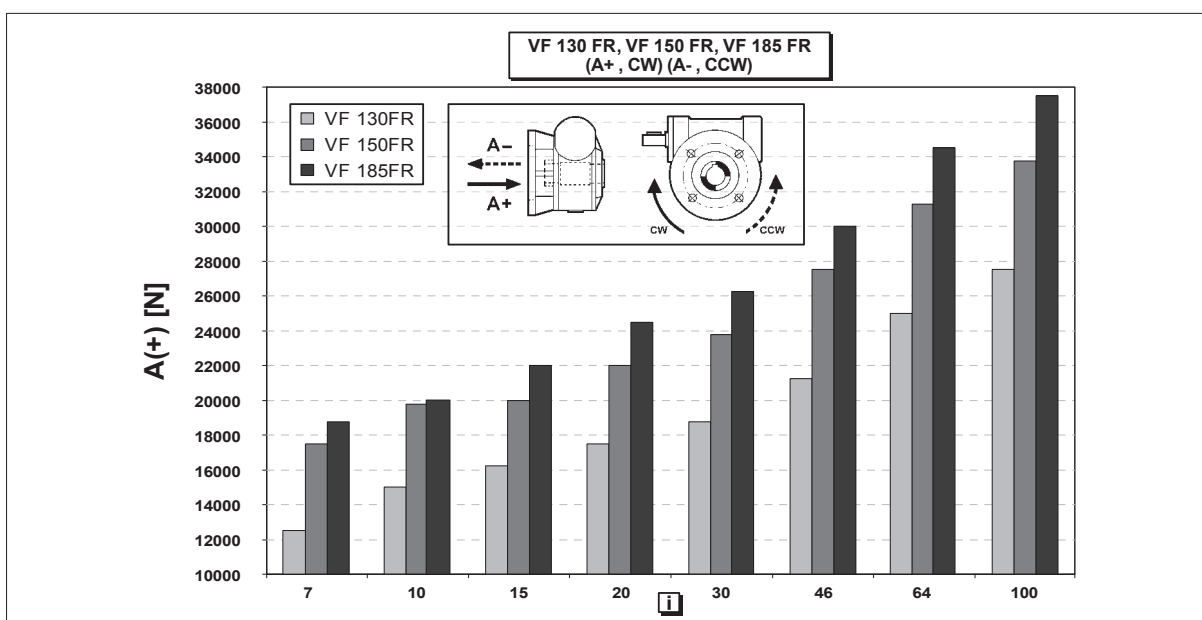 VF 130 FR, VF 150 FR, VF 185 FR
(A+ , CW) (A- , CCW)
VF 130FR
VF 150FR
VF 185FR
A-
A+
CW
CCW
A(+) [N]
38000
36000
34000
32000
30000
28000
26000
24000
22000
20000
18000
16000
14000
12000
10000
7 10 15 20 30 46 64 100
i